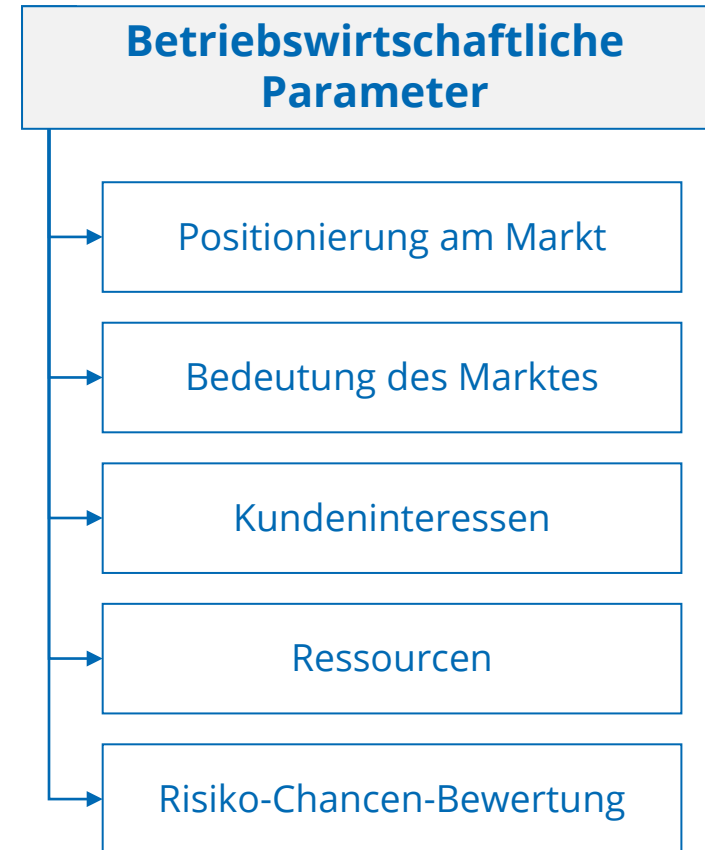 Betriebswirtschaftliche
Parameter
Positionierung am Markt
Bedeutung des Marktes
Kundeninteressen
Ressourcen
Risiko-Chancen-Bewertung